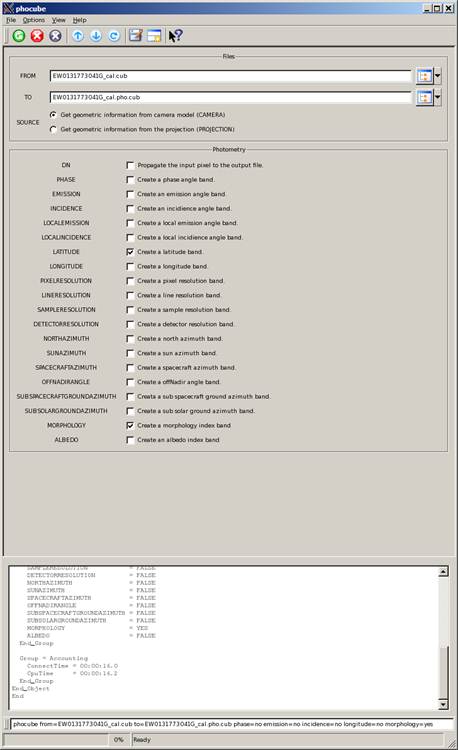 phocube
File Options View Help
Files
FROM EW0131773041G_cal.cub
TO EW0131773041G_cal.pho.cub
SOURCE
Get geometric information from camera model (CAMERA)
Get geometric information from the projection (PROJECTION)
Photometry
DN Propagate the input pixel to the output file.
PHASE Create a phase angle band.
EMISSION Create an emission angle band.
INCIDENCE Create an incidience angle band.
LOCALEMISSION Create a local emission angle band.
LOCALINCIDENCE Create a local incidience angle band.
LATITUDE Create a latitude band.
LONGITUDE Create a longitude band.
PIXELRESOLUTION Create a pixel resolution band.
LINERESOLUTION Create a line resolution band.
SAMPLERESOLUTION Create a sample resolution band.
DETECTORRESOLUTION Create a detector resolution band.
NORTHAZIMUTH Create a north azimuth band.
SUNAZIMUTH Create a sun azimuth band.
SPACECRAFTAZIMUTH Create a spacecraft azimuth band.
OFFNADIRANGLE Create a offNadir angle band.
SUBSPACECRAFTGROUNDAZIMUTH Create a sub spacecraft ground azimuth band.
SUBSOLARGROUNDAZIMUTH Create a sub solar ground azimuth band.
MORPHOLOGY Create a morphology index band
ALBEDO Create an albedo index band
SAMPLERESOLUTION = FALSE
DETECTORRESOLUTION = FALSE
NORTHAZIMUTH = FALSE
SUNAZIMUTH = FALSE
SPACECRAFTAZIMUTH = FALSE
OFFNADIRANGLE = FALSE
SUBSPACECRAFTGROUNDAZIMUTH = FALSE
SUBSOLARGROUNDAZIMUTH = FALSE
MORPHOLOGY = YES
ALBEDO = FALSE
End_Group
Group = Accounting
ConnectTime = 00:00:16.0
CpuTime = 00:00:16.2
End_Group
End_Object
End
phocube from=EW0131773041G_cal.cub to=EW0131773041G_cal.pho.cub phase=no emission=no incidence=no longitude=no morphology=yes
0% Ready